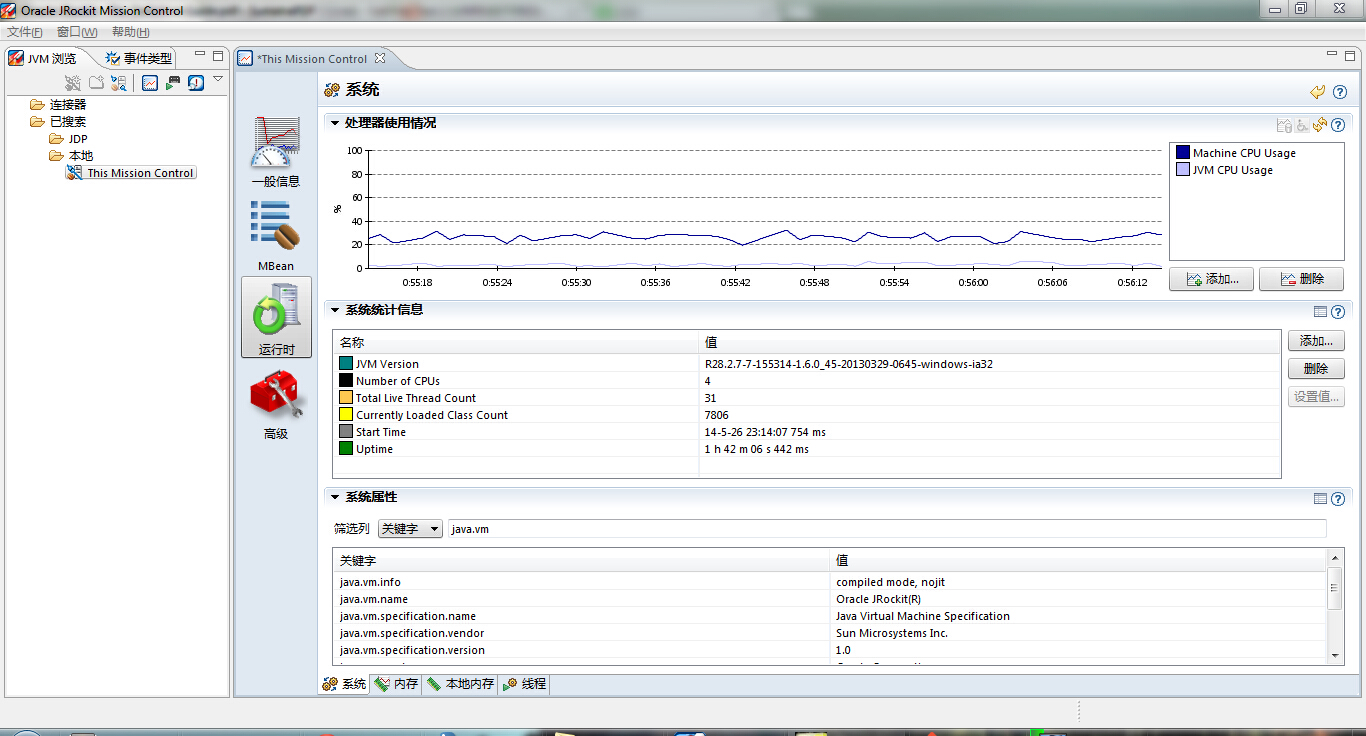 Oracle JRockit Mission Control
文件(F) 窗口(W) 帮助(H)
JVM 浏览 事件类型
连接器
已搜索
JDP
本地
This Mission Control
*This Mission Control
一般信息
MBean
运行时
高级
系统
处理器使用情况
100
80
60
40
20
0
%
0:55:18 0:55:24 0:55:30 0:55:36 0:55:42 0:55:48 0:55:54 0:56:00 0:56:06 0:56:12
Machine CPU Usage
JVM CPU Usage
添加... 删除
系统统计信息
名称 值
JVM Version R28.2.7-7-155314-1.6.0_45-20130329-0645-windows-ia32
Number of CPUs 4
Total Live Thread Count 31
Currently Loaded Class Count 7806
Start Time 14-5-26 23:14:07 754 ms
Uptime 1 h 42 m 06 s 442 ms
添加...
删除
设置值...
系统属性
筛选列 关键字 java.vm
关键字 值
java.vm.info compiled mode, nojit
java.vm.name Oracle JRockit(R)
java.vm.specification.name Java Virtual Machine Specification
java.vm.specification.vendor Sun Microsystems Inc.
java.vm.specification.version 1.0
系统 内存 本地内存 线程